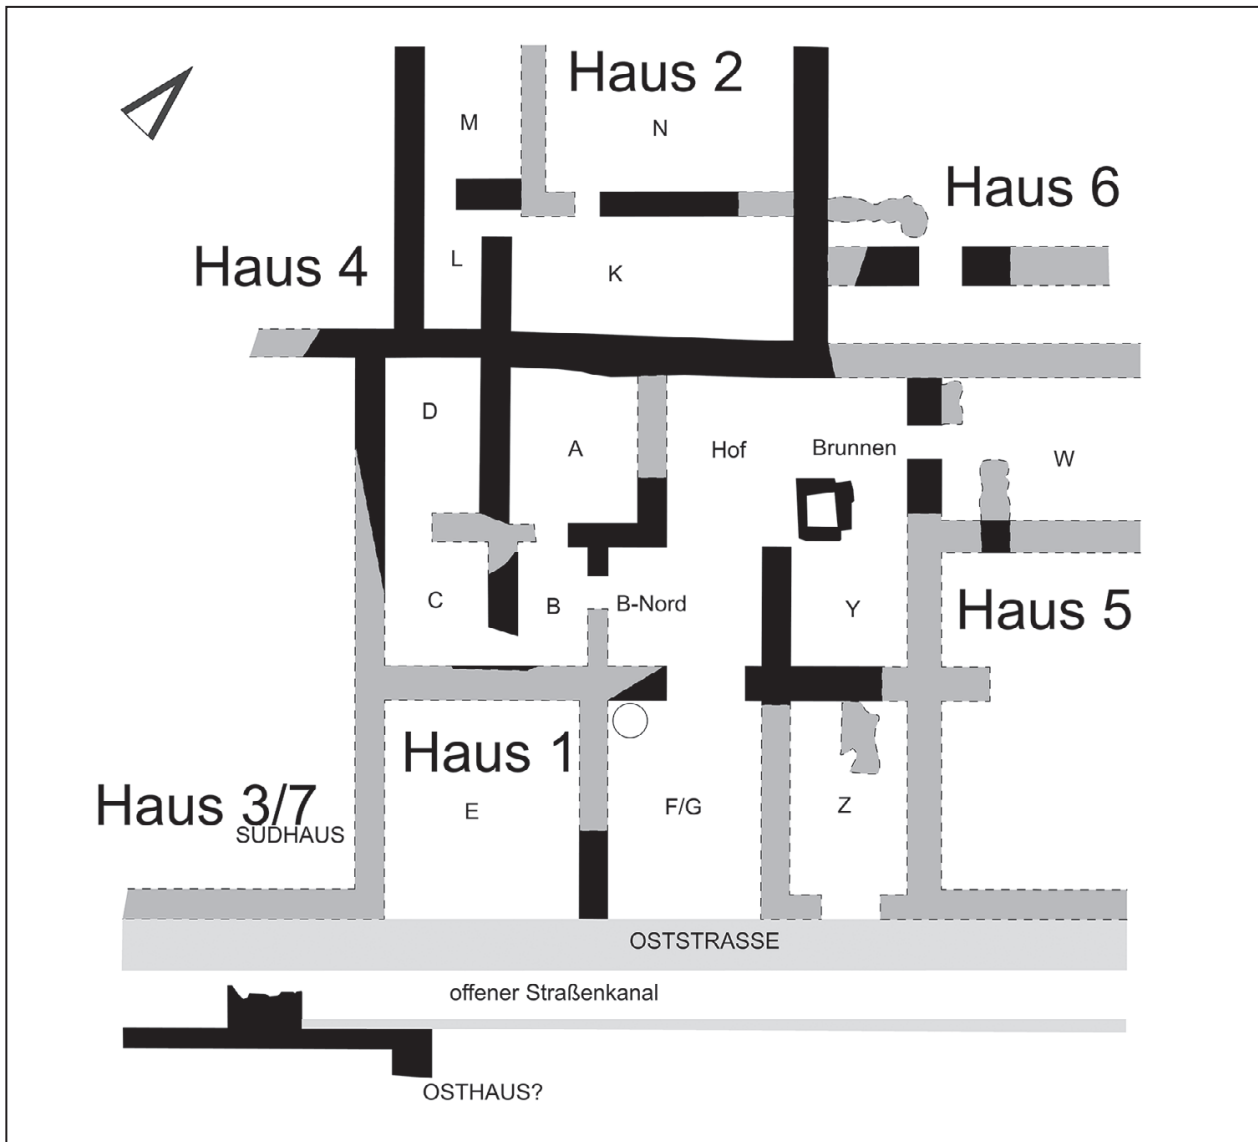 Haus 2
M
N
Haus 6
Haus 4
L
K
D
A
Hof
Brunnen
W
C
B
B-Nord
Y
Haus 5
Haus 1
Haus 3/7
SÜDHAUS
E
F/G
Z
OSTSTRASSE
offener Straßenkanal
OSTHAUS?